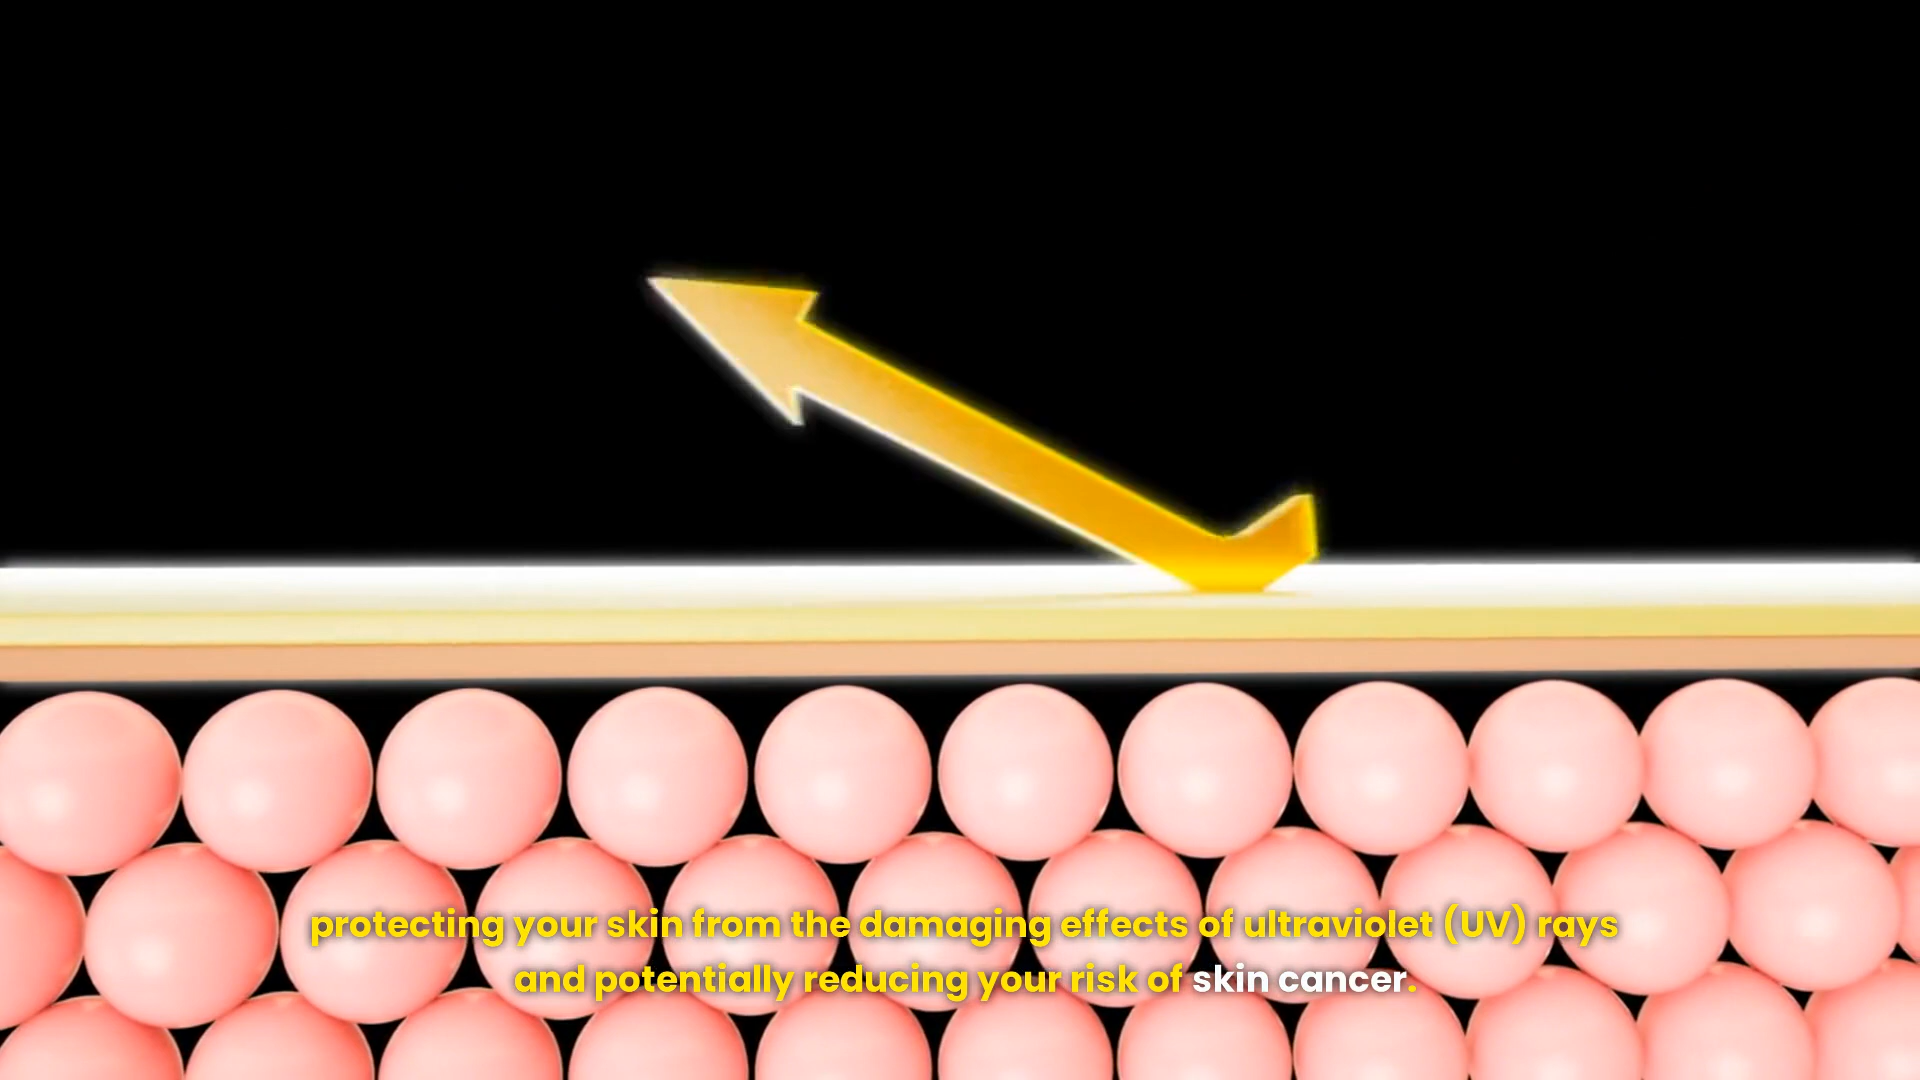 protecting your skin from the damaging effects of ultraviolet (UV) rays
and potentially reducing your risk of skin cancer.